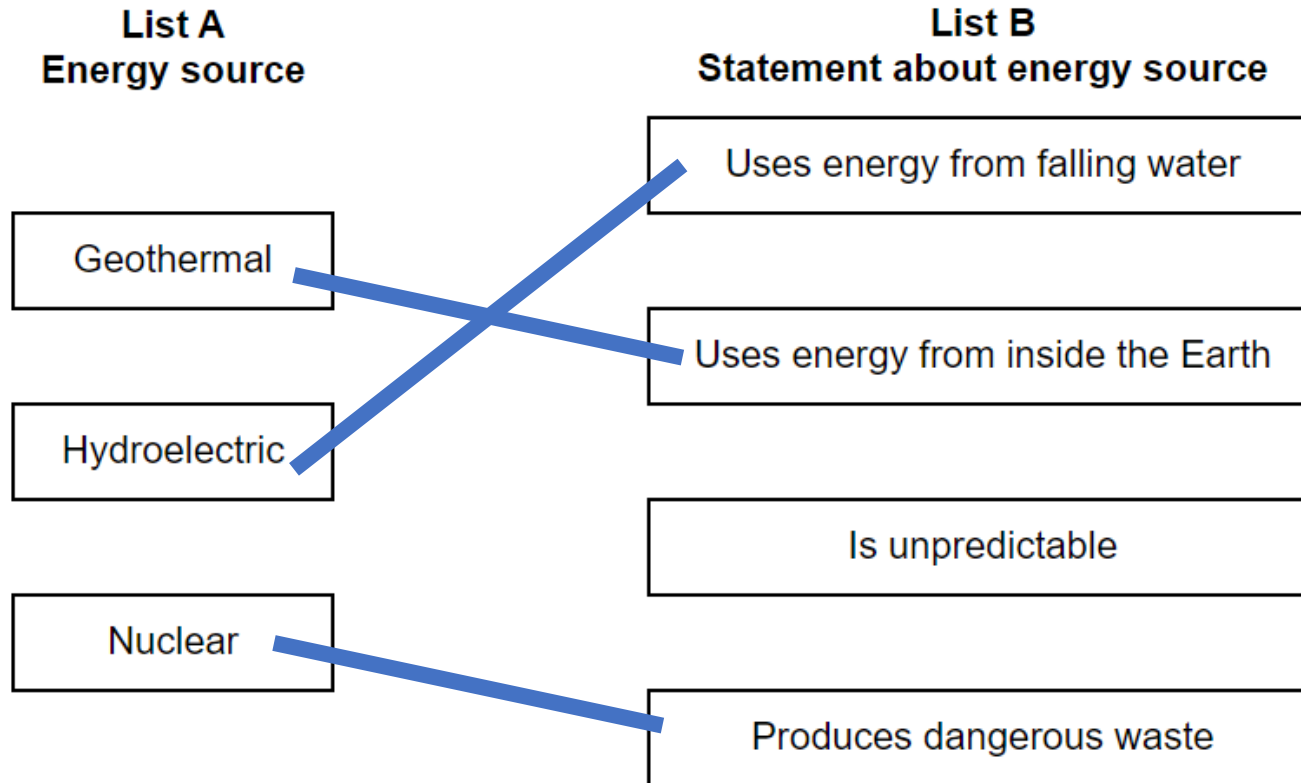 List A
Energy source
Geothermal
Hydroelectric
Nuclear
List B
Statement about energy source
Uses energy from falling water
Uses energy from inside the Earth
Is unpredictable
Produces dangerous waste